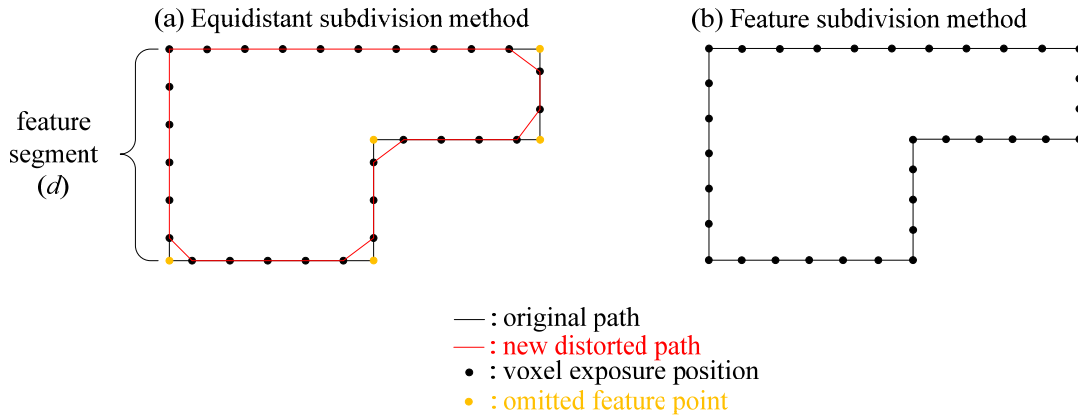 (a) Equidistant subdivision method
(b) Feature subdivision method
feature
segment
(d)
: original path
: new distorted path
: voxel exposure position
: omitted feature point